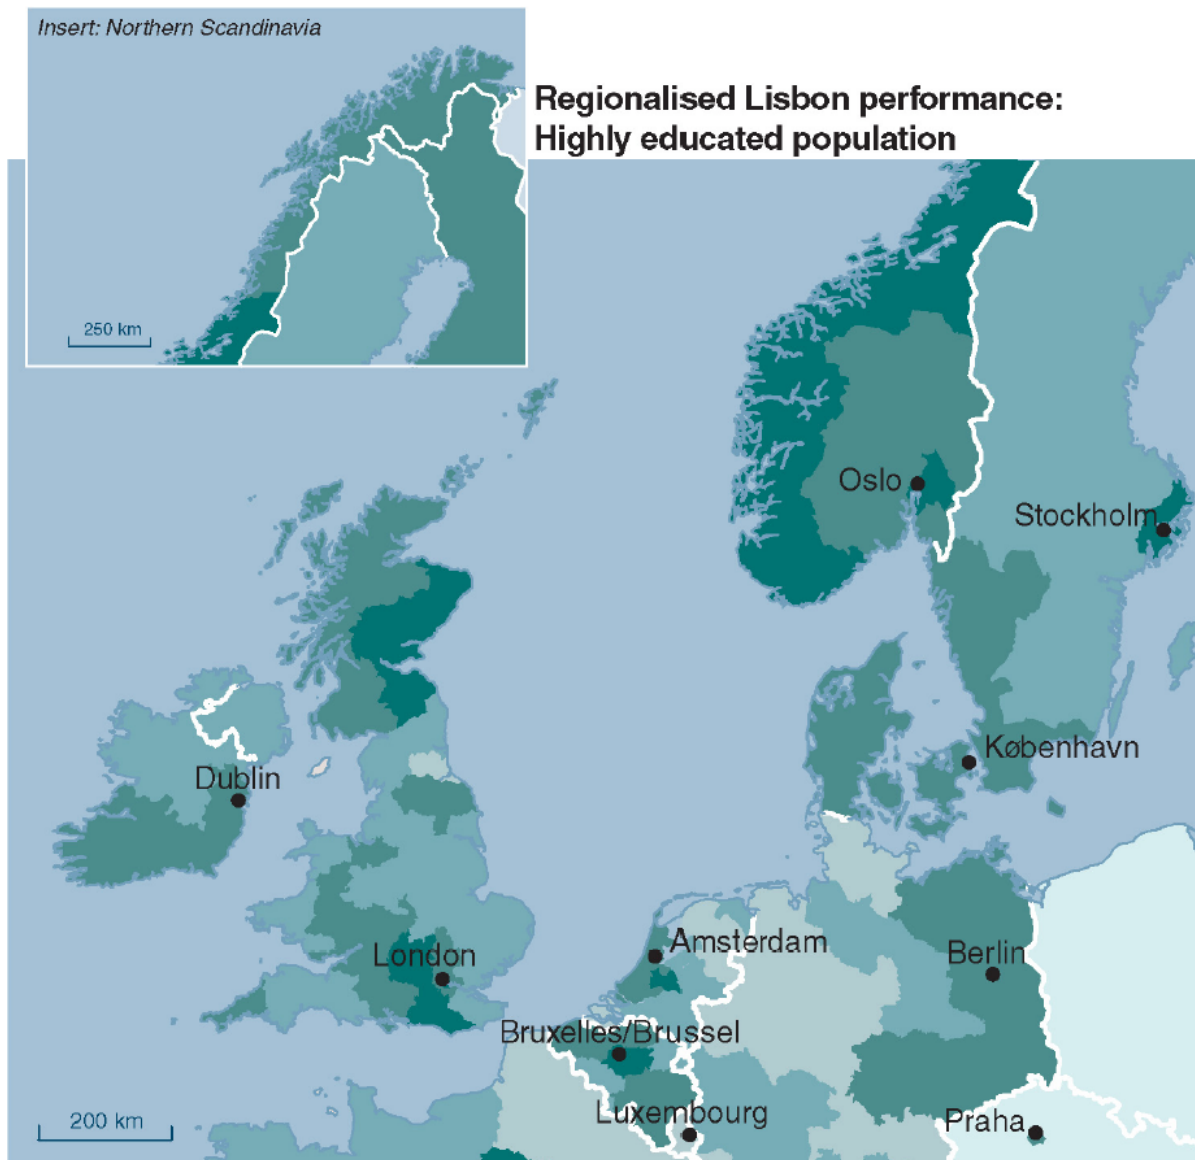 Insert: Northern Scandinavia
Regionalised Lisbon performance:
Highly educated population
250 km
Oslo
Stockholm
København
Dublin
Amsterdam
London
Berlin
Bruxelles/Brussel
Luxembourg
200 km
Praha